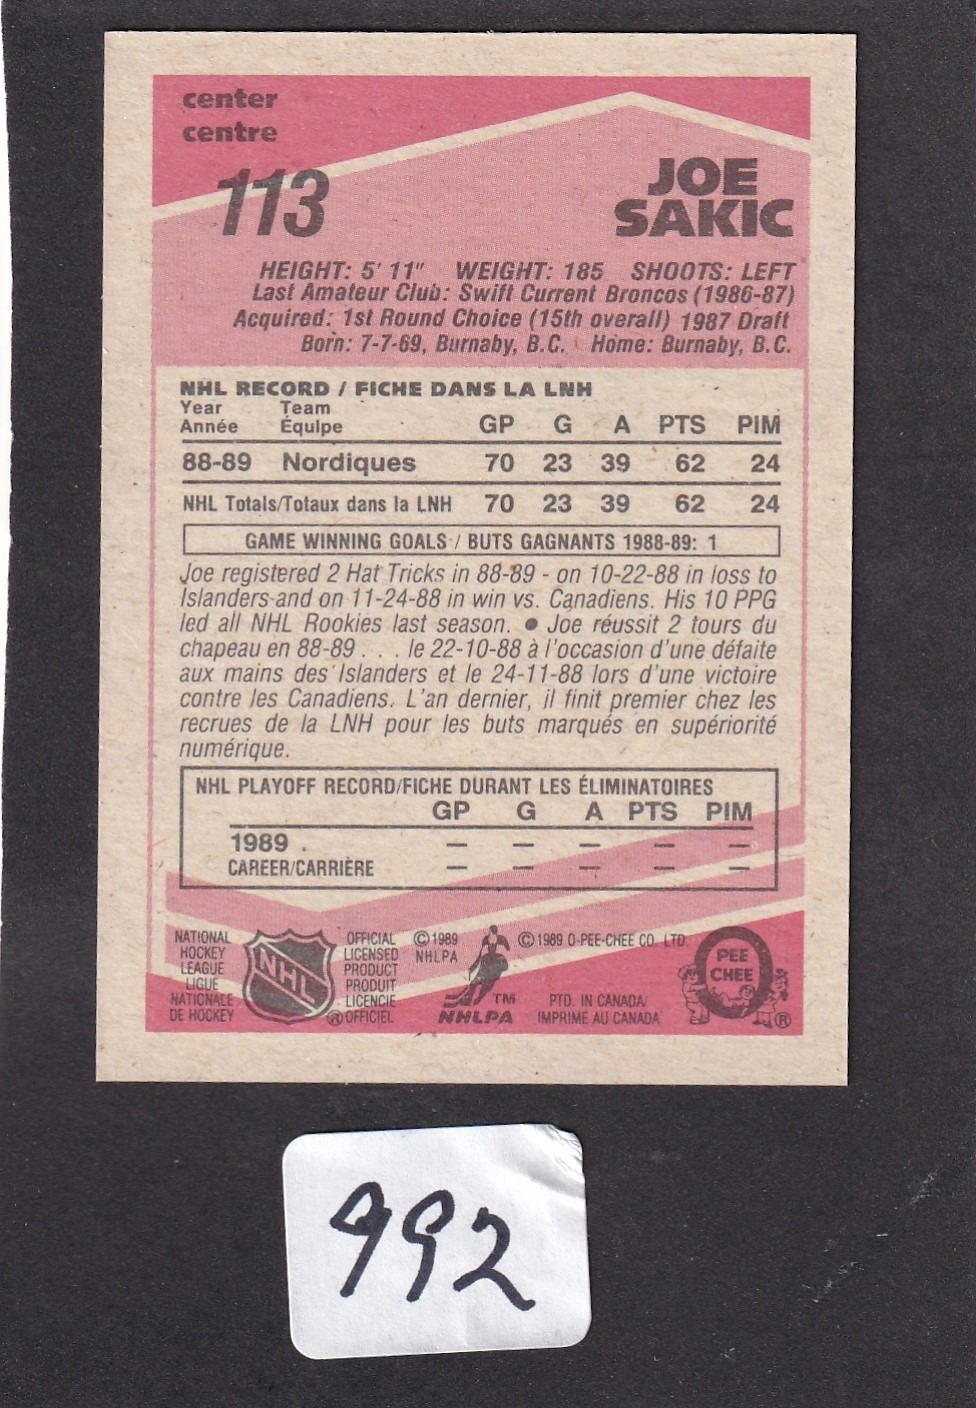 center
centre
113
JOE
SAKIC
HEIGHT: 5' 11" WEIGHT: 185 SHOOTS: LEFT
Last Amateur Club: Swift Current Broncos (1986-87)
Acquired: 1st Round Choice (15th overall) 1987 Draft
Born: 7-7-69, Burnaby, B.C. Home: Burnaby, B.C.
NHL RECORD / FICHE DANS LA LNH
Year Team
Année Équipe GP G A PTS PIM
88-89 Nordiques 70 23 39 62 24
NHL Totals/Totaux dans la LNH 70 23 39 62 24
GAME WINNING GOALS / BUTS GAGNANTS 1988-89: 1
Joe registered 2 Hat Tricks in 88-89 - on 10-22-88 in loss to
Islanders and on 11-24-88 in win vs. Canadiens. His 10 PPG
led all NHL Rookies last season. ● Joe réussit 2 tours du
chapeau en 88-89 . . . le 22-10-88 à l'occasion d'une défaite
aux mains des Islanders et le 24-11-88 lors d'une victoire
contre les Canadiens. L'an dernier, il finit premier chez les
recrues de la LNH pour les buts marqués en supériorité
numérique.
NHL PLAYOFF RECORD/FICHE DURANT LES ÉLIMINATOIRES
GP G A PTS PIM
1989 – – – – –
CAREER/CARRIÈRE – – – – –
NATIONAL
HOCKEY
LEAGUE
LIGUE
NATIONALE
DE HOCKEY
NHL
OFFICIAL
LICENSED
PRODUCT
PRODUIT
LICENCIE
® OFFICIEL
© 1989
NHLPA
TM
NHLPA
© 1989 O-PEE-CHEE CO. LTD.
PTD. IN CANADA/
IMPRIME AU CANADA
O
PEE
CHEE
®
992